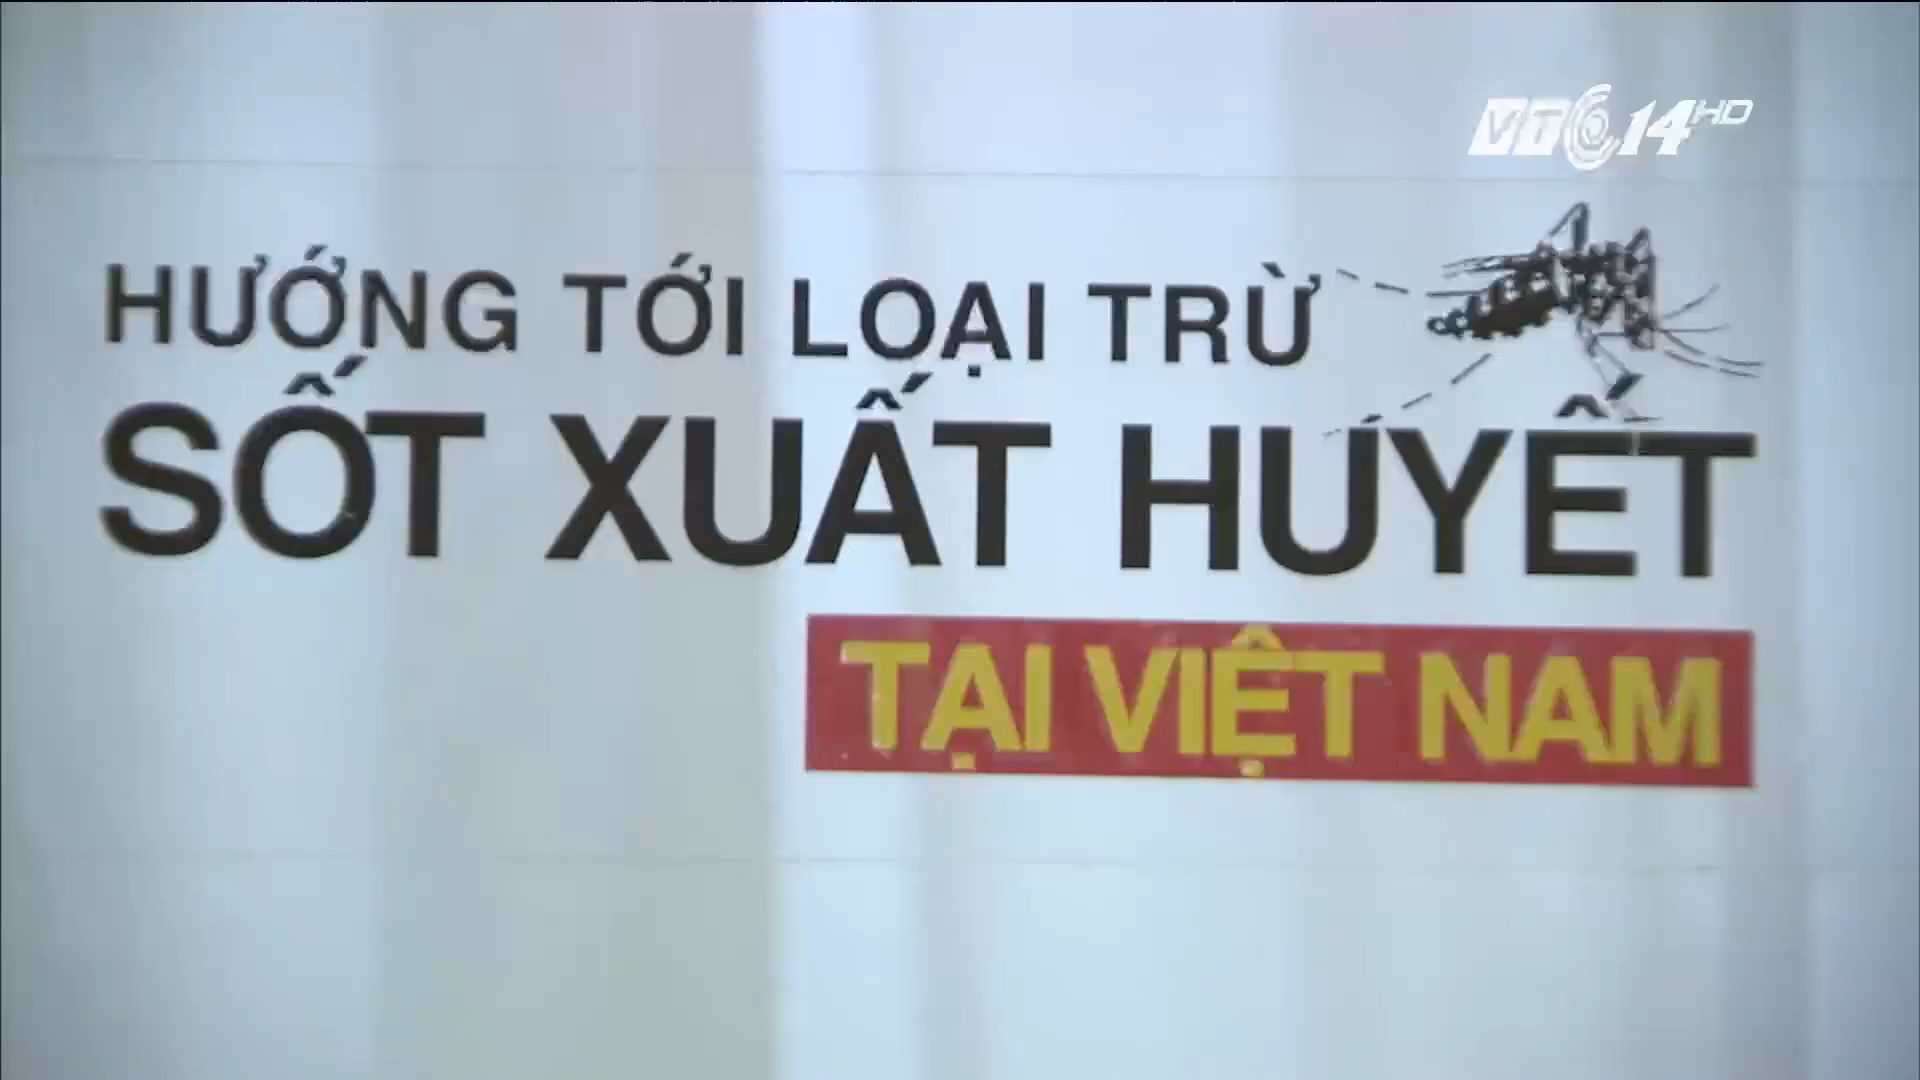 VTC14 HD
HƯỚNG TỚI LOẠI TRỪ
SỐT XUẤT HUYẾT
TẠI VIỆT NAM